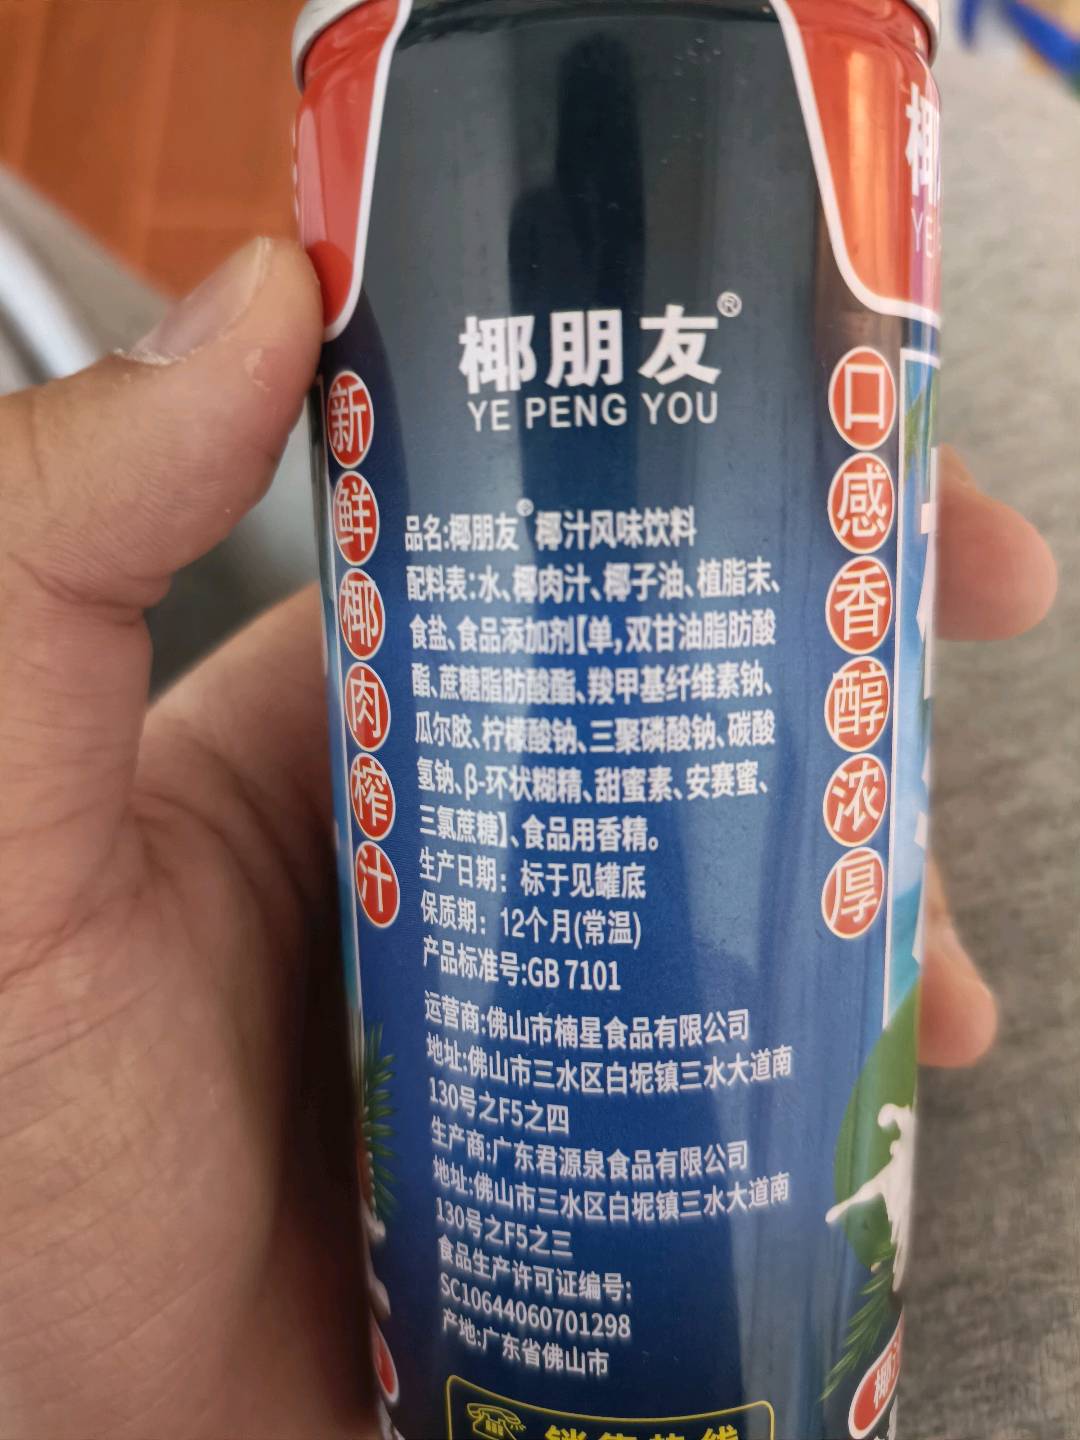 椰朋友®
YE PENG YOU
新鲜椰肉榨汁
口感香醇浓厚
品名:椰朋友®椰汁风味饮料
配料表:水、椰肉汁、椰子油、植脂末、
食盐、食品添加剂【单,双甘油脂肪酸
酯、蔗糖脂肪酸酯、羧甲基纤维素钠、
瓜尔胶、柠檬酸钠、三聚磷酸钠、碳酸
氢钠、β-环状糊精、甜蜜素、安赛蜜、
三氯蔗糖】、食品用香精。
生产日期：标于见罐底
保质期：12个月(常温)
产品标准号:GB 7101
运营商:佛山市楠星食品有限公司
地址:佛山市三水区白坭镇三水大道南
130号之F5之四
生产商:广东君源泉食品有限公司
地址:佛山市三水区白坭镇三水大道南
130号之F5之三
食品生产许可证编号:
SC10644060701298
产地:广东省佛山市
椰
YE